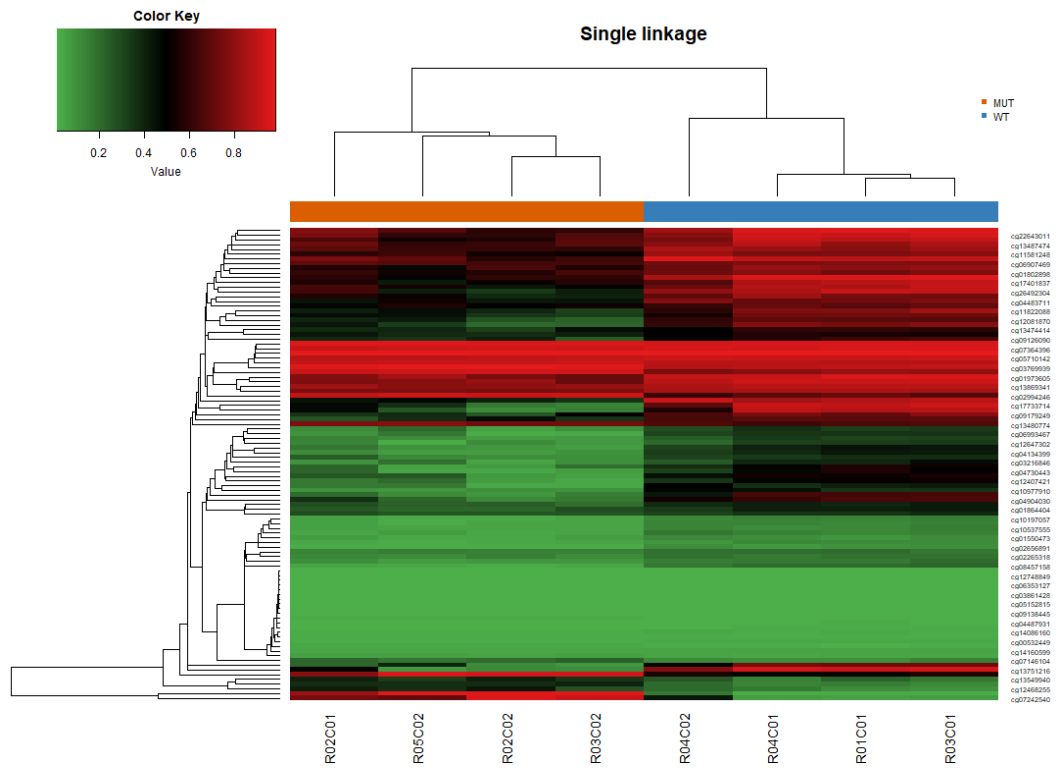 Color Key
0.2 0.4 0.6 0.8
Value
Single linkage
MUT
WT
cg22643011
cg13487474
cg11581248
cg06907469
cg01802898
cg17401837
cg26492304
cg04483711
cg11822088
cg12081870
cg13474414
cg09126090
cg07364396
cg05710142
cg03769939
cg01973605
cg13869341
cg02994246
cg17733714
cg09179249
cg13480774
cg06993467
cg12647302
cg04134399
cg03216846
cg04730443
cg12407421
cg10977910
cg04904030
cg01864404
cg10197057
cg10537555
cg01550473
cg02656891
cg02265318
cg08457158
cg12748849
cg06353127
cg03861428
cg05152815
cg09138445
cg04487931
cg14086160
cg00532449
cg14160599
cg07146104
cg13751216
cg13549940
cg12468255
cg07242540
R02C01
R05C02
R02C02
R03C02
R04C02
R04C01
R01C01
R03C01